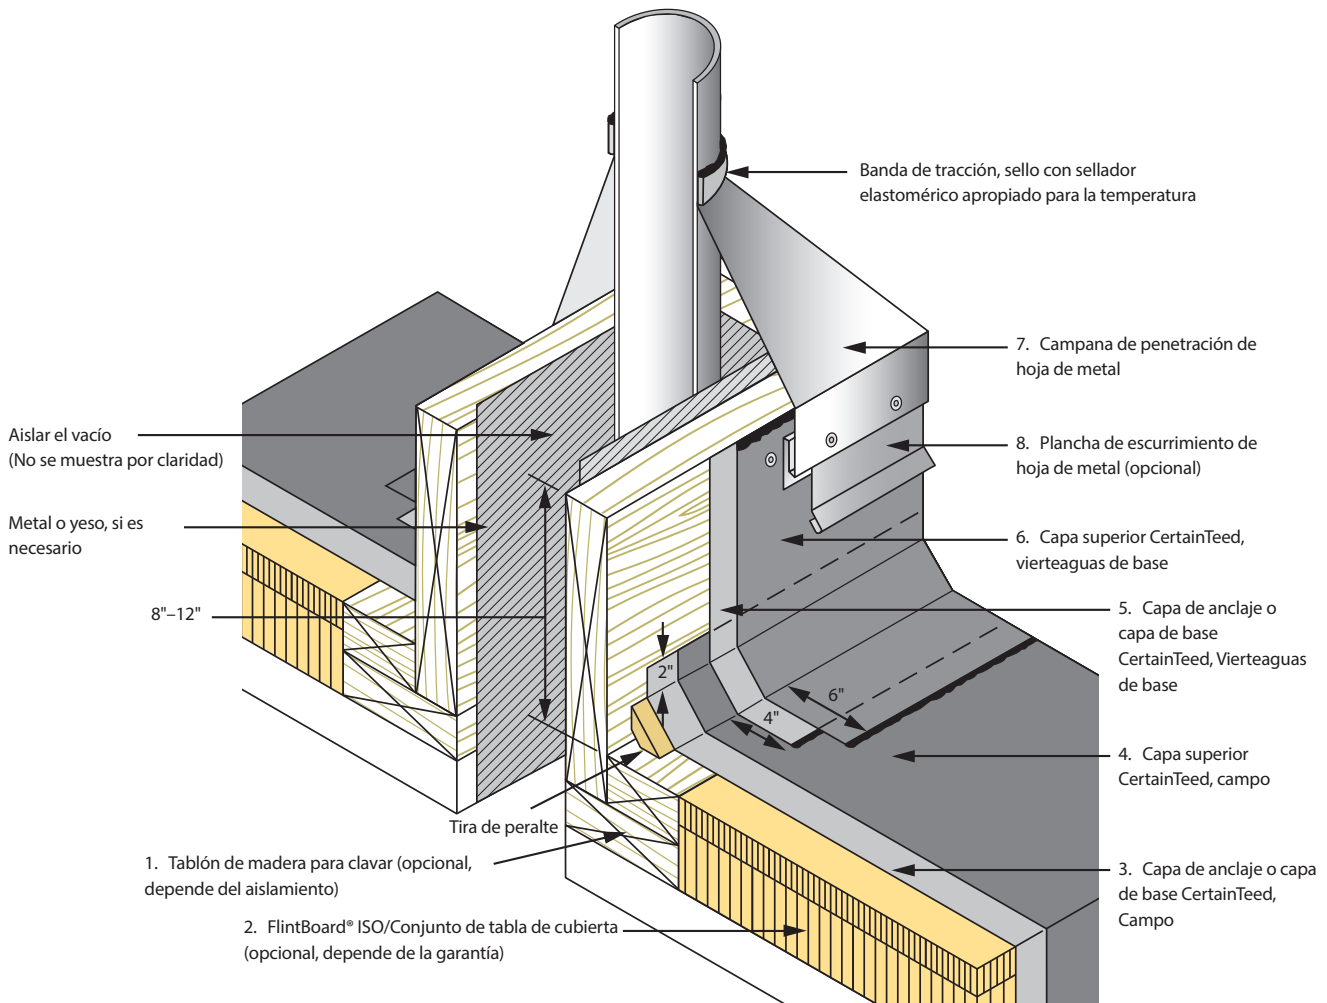 Banda de tracción, sello con sellador
elastomérico apropiado para la temperatura
7. Campana de penetración de
hoja de metal
Aislar el vacío
(No se muestra por claridad)
8. Plancha de escurrimiento de
hoja de metal (opcional)
Metal o yeso, si es
necesario
6. Capa superior CertainTeed,
vierteaguas de base
8"–12"
5. Capa de anclaje o
capa de base
CertainTeed, Vierteaguas
de base
2"
6"
4"
4. Capa superior
CertainTeed, campo
Tira de peralte
1. Tablón de madera para clavar (opcional,
depende del aislamiento)
3. Capa de anclaje o capa
de base CertainTeed,
Campo
2. FlintBoard® ISO/Conjunto de tabla de cubierta
(opcional, depende de la garantía)